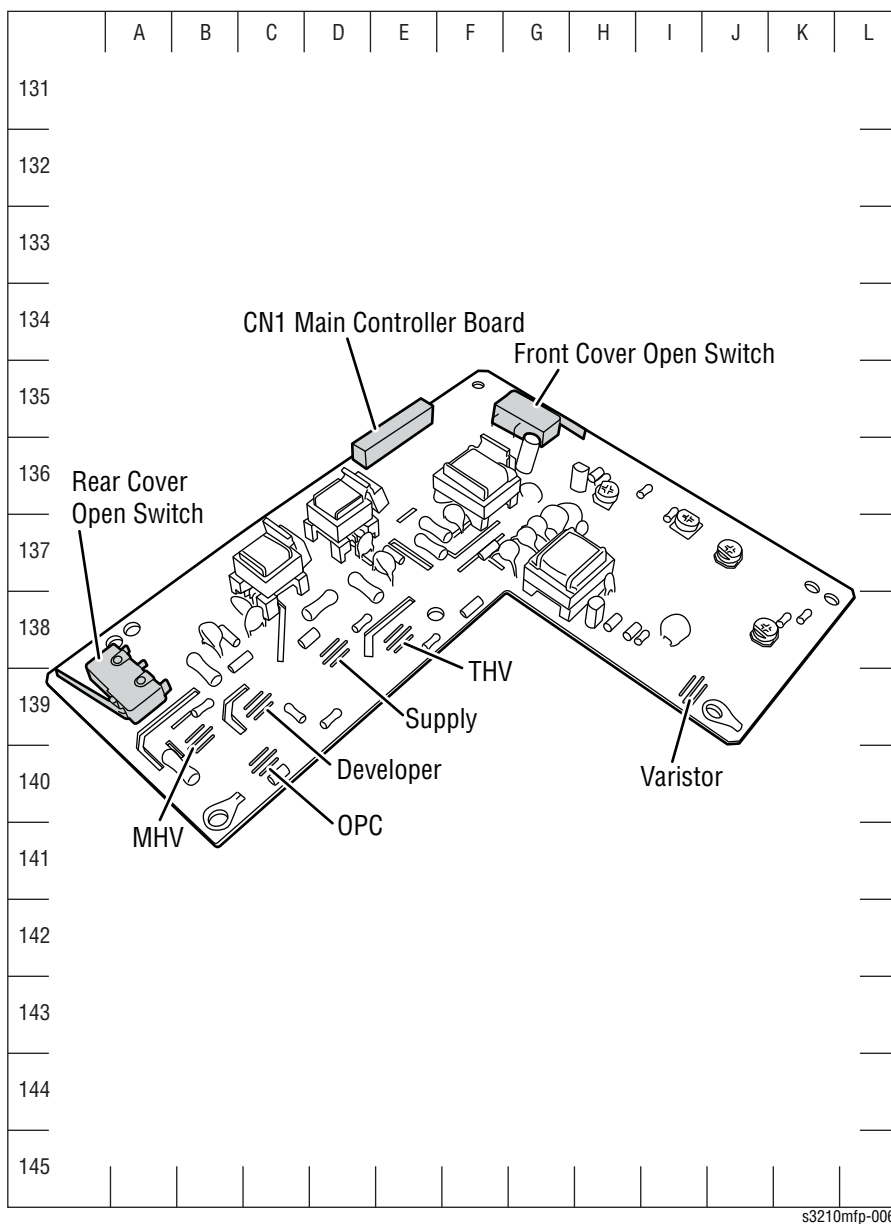 A B C D E F G H I J K L
131
132
133
134
CN1 Main Controller Board
Front Cover Open Switch
135
136
Rear Cover
Open Switch
137
138
THV
139
Supply
Developer
Varistor
140
MHV
OPC
141
142
143
144
145
s3210mfp-006